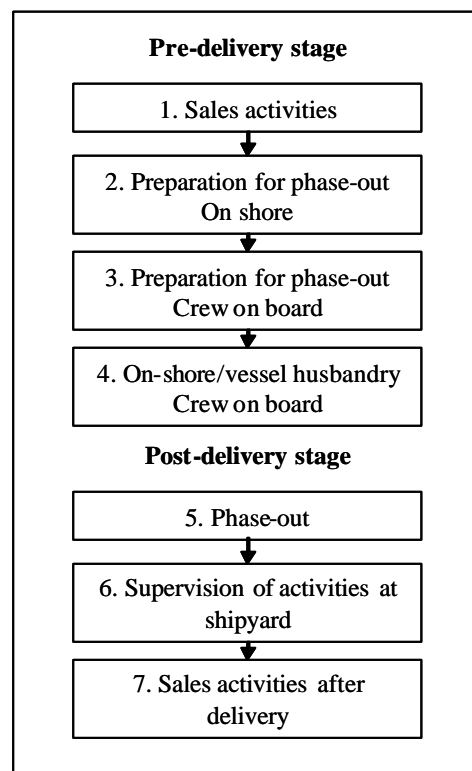 Pre-delivery stage
1. Sales activities
2. Preparation for phase-out
On shore
3. Preparation for phase-out
Crew on board
4. On-shore/vessel husbandry
Crew on board
Post-delivery stage
5. Phase-out
6. Supervision of activities at
shipyard
7. Sales activities after
delivery